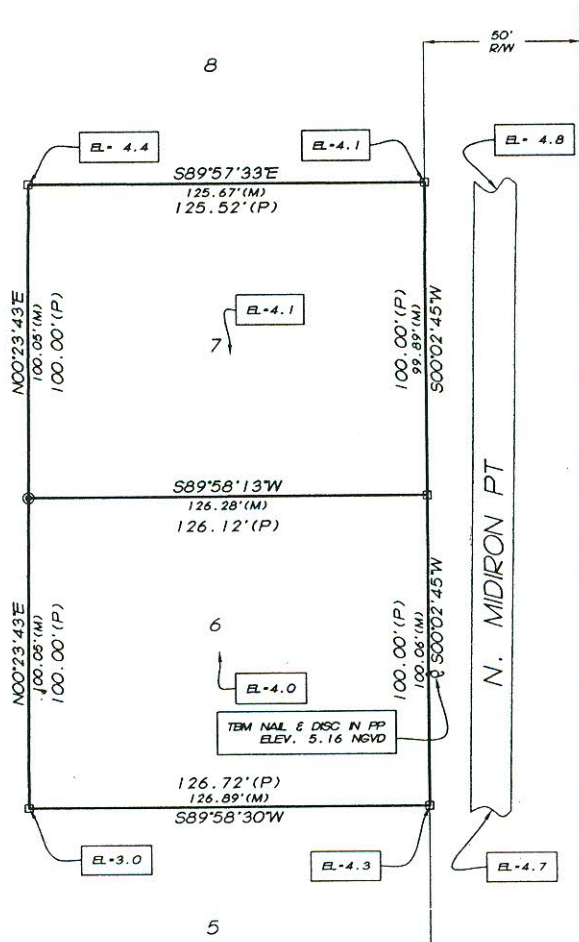 50'
R/W
8
EL= 4.4
EL=4.1
EL= 4.8
S89°57'33"E
125.67'(M)
125.52'(P)
N00°23'43"E
100.05'(M)
100.00'(P)
EL=4.1
7
100.00'(P)
99.89'(M)
S00°02'45"W
S89°58'13"W
126.28'(M)
126.12'(P)
N. MIDIRON PT
N00°23'43"E
100.05'(M)
100.00'(P)
6
100.00'(P)
100.06'(M)
S00°02'45"W
EL=4.0
TBM NAIL & DISC IN PP
ELEV. 5.16 NGVD
126.72'(P)
126.89'(M)
S89°58'30"W
EL=3.0
EL=4.3
EL=4.7
5